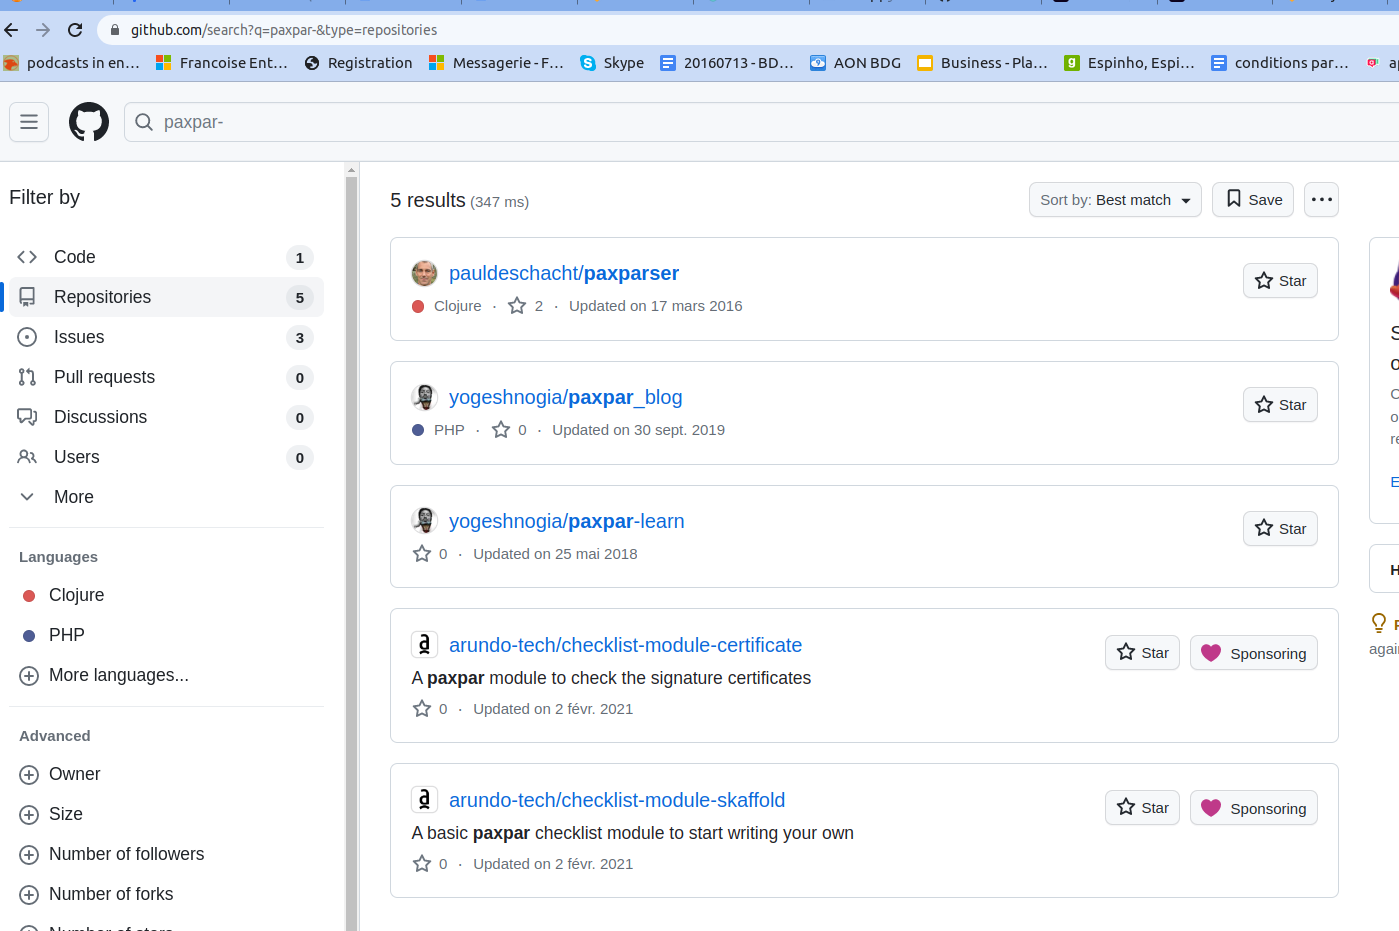 github.com/search?q=paxpar-&type=repositories
podcasts in en... Francoise Ent... Registration Messagerie - F... Skype 20160713 - BD... AON BDG Business - Pla... Espinho, Espi... conditions par...
paxpar-
Filter by
Code 1
Repositories 5
Issues 3
Pull requests 0
Discussions 0
Users 0
More
Languages
Clojure
PHP
More languages...
Advanced
Owner
Size
Number of followers
Number of forks
5 results (347 ms)
Sort by: Best match Save
pauldeschacht/paxparser Star
Clojure · 2 · Updated on 17 mars 2016
yogeshnogia/paxpar_blog Star
PHP · 0 · Updated on 30 sept. 2019
yogeshnogia/paxpar-learn Star
0 · Updated on 25 mai 2018
arundo-tech/checklist-module-certificate Star Sponsoring
A paxpar module to check the signature certificates
0 · Updated on 2 févr. 2021
arundo-tech/checklist-module-skaffold Star Sponsoring
A basic paxpar checklist module to start writing your own
0 · Updated on 2 févr. 2021